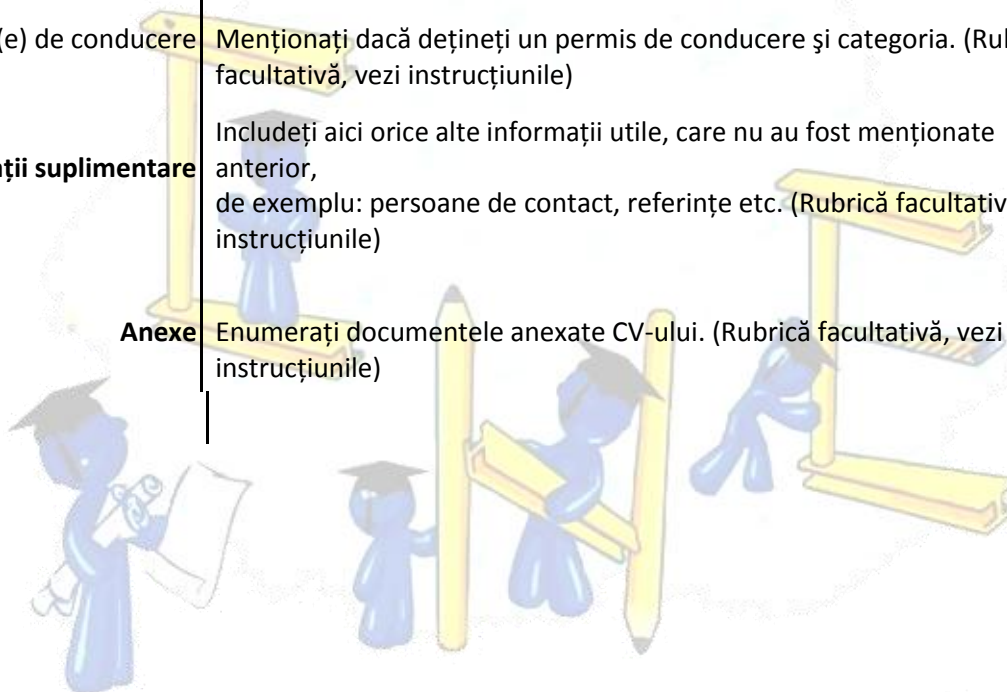 (e) de conducere Menționați dacă dețineți un permis de conducere şi categoria. (Rub
facultativă, vezi instrucțiunile)
Includeți aici orice alte informații utile, care nu au fost menționate
ții suplimentare anterior,
de exemplu: persoane de contact, referințe etc. (Rubrică facultativ
instrucțiunile)
Anexe Enumerați documentele anexate CV-ului. (Rubrică facultativă, vezi
instrucțiunile)